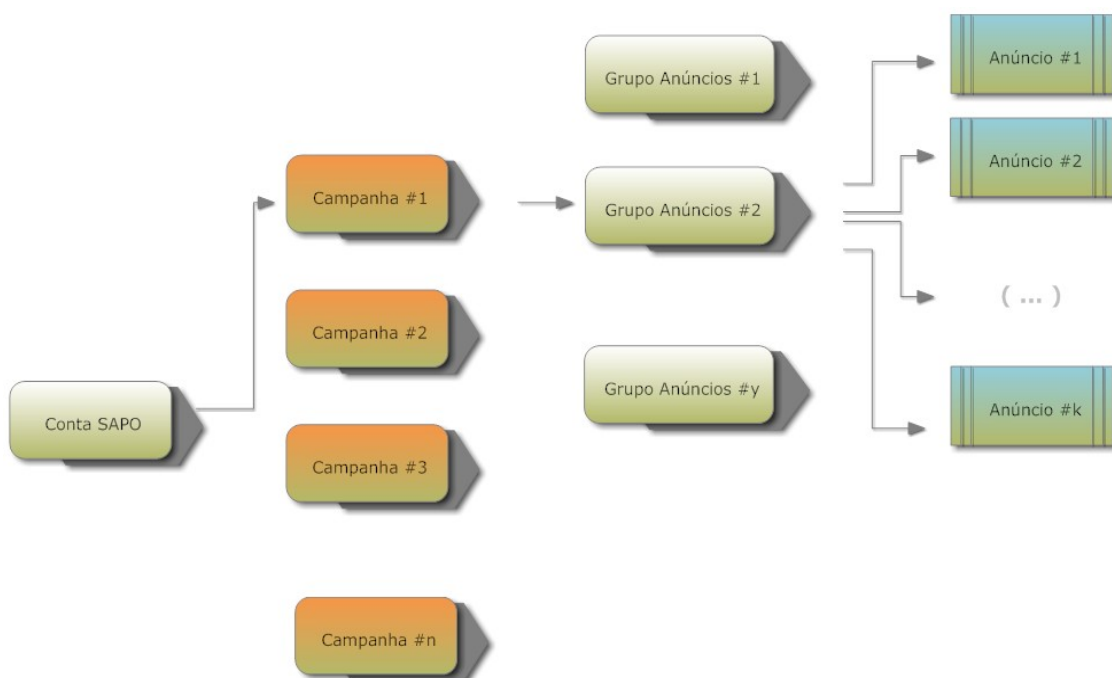 Conta SAPO
Campanha #1
Campanha #2
Campanha #3
Campanha #n
Grupo Anúncios #1
Grupo Anúncios #2
Grupo Anúncios #y
Anúncio #1
Anúncio #2
( ... )
Anúncio #k